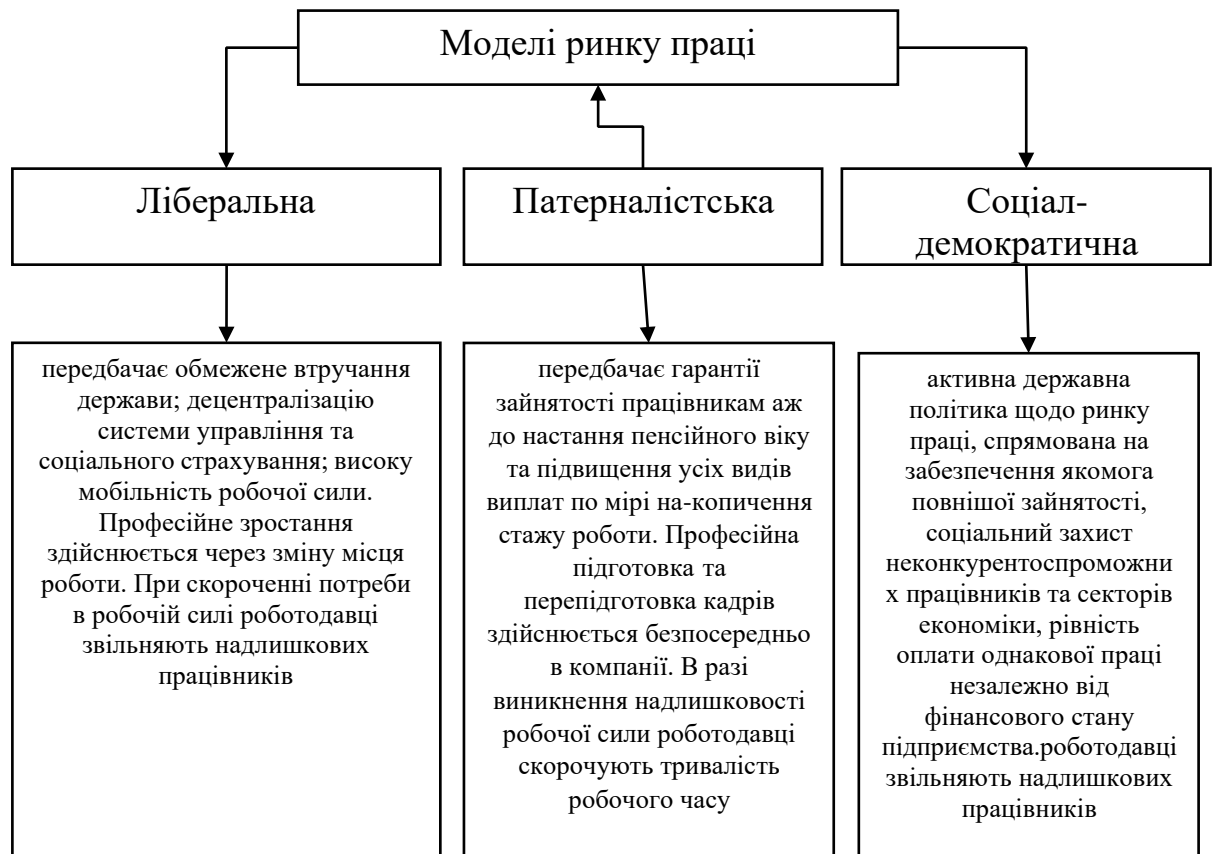 Моделі ринку праці
Ліберальна
Патерналістська
Соціал-
демократична
передбачає обмежене втручання
держави; децентралізацію
системи управління та
соціального страхування; високу
мобільність робочої сили.
Професійне зростання
здійснюється через зміну місця
роботи. При скороченні потреби
в робочій силі роботодавці
звільняють надлишкових
працівників
передбачає гарантії
зайнятості працівникам аж
до настання пенсійного віку
та підвищення усіх видів
виплат по мірі на-копичення
стажу роботи. Професійна
підготовка та
перепідготовка кадрів
здійснюється безпосередньо
в компанії. В разі
виникнення надлишковості
робочої сили роботодавці
скорочують тривалість
робочого часу
активна державна
політика щодо ринку
праці, спрямована на
забезпечення якомога
повнішої зайнятості,
соціальний захист
неконкурентоспроможни
х працівників та секторів
економіки, рівність
оплати однакової праці
незалежно від
фінансового стану
підприємства.роботодавці
звільняють надлишкових
працівників